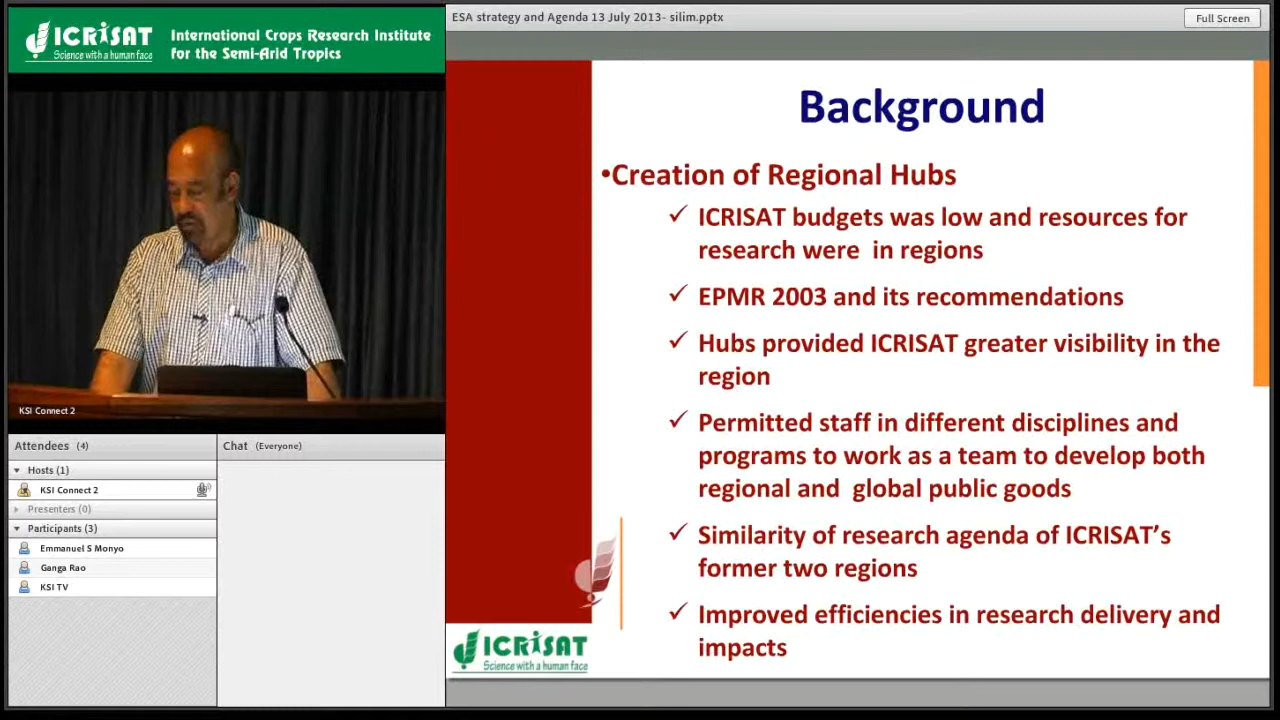 ICRISAT
Science with a human face
International Crops Research Institute
for the Semi-Arid Tropics
KSI Connect 2
Attendees (4)
Hosts (1)
KSI Connect 2
Presenters (0)
Participants (3)
Emmanuel S Monyo
Ganga Rao
KSI TV
Chat (Everyone)
ESA strategy and Agenda 13 July 2013- silim.pptx
Full Screen
Background
•Creation of Regional Hubs
✓ ICRISAT budgets was low and resources for
research were in regions
✓ EPMR 2003 and its recommendations
✓ Hubs provided ICRISAT greater visibility in the
region
✓ Permitted staff in different disciplines and
programs to work as a team to develop both
regional and global public goods
✓ Similarity of research agenda of ICRISAT’s
former two regions
✓ Improved efficiencies in research delivery and
impacts
ICRISAT
Science with a human face